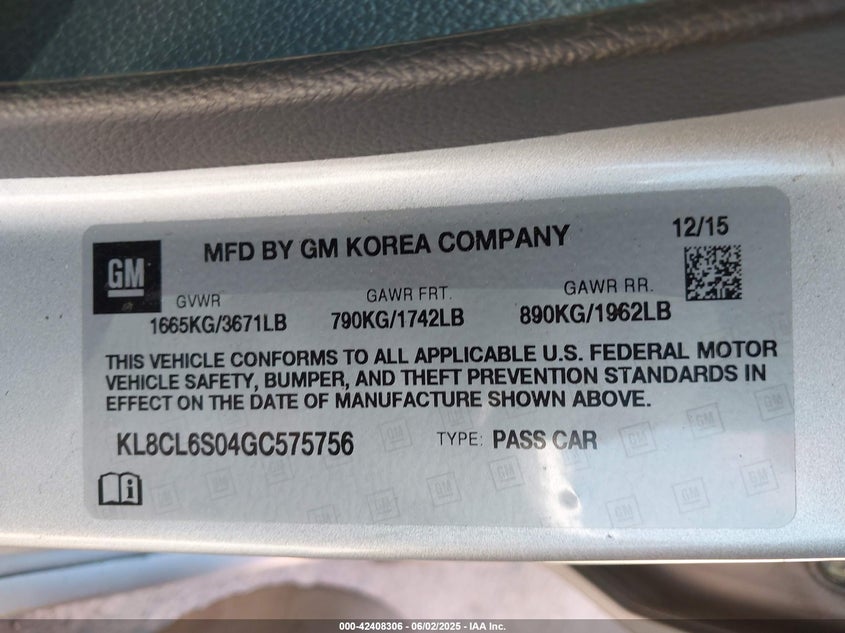 MFD BY GM KOREA COMPANY
12/15
GM
GVWR
GAWR FRT.
GAWR RR.
1665KG/3671LB
790KG/1742LB
890KG/1962LB
THIS VEHICLE CONFORMS TO ALL APPLICABLE U.S. FEDERAL MOTOR
VEHICLE SAFETY, BUMPER, AND THEFT PREVENTION STANDARDS IN
EFFECT ON THE DATE OF MANUFACTURE SHOWN ABOVE.
KL8CL6S04GC575756
TYPE: PASS CAR
000-42408306 - 06/02/2025 - IAA Inc.